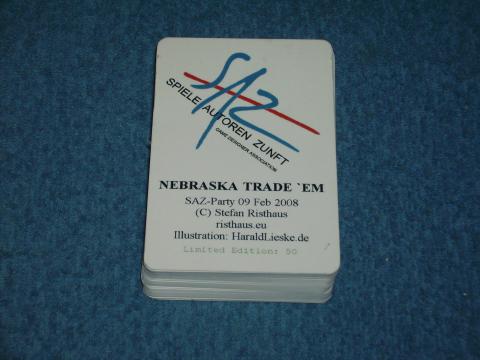 SAZ
SPIELE AUTOREN ZUNFT
GAME DESIGNER ASSOCIATION
NEBRASKA TRADE `EM
SAZ-Party 09 Feb 2008
(C) Stefan Risthaus
risthaus.eu
Illustration: HaraldLieske.de
Limited Edition: 50